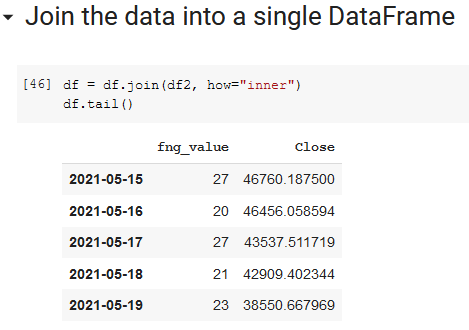 Join the data into a single DataFrame
[46] df = df.join(df2, how="inner")
df.tail()
fng_value Close
2021-05-15 27 46760.187500
2021-05-16 20 46456.058594
2021-05-17 27 43537.511719
2021-05-18 21 42909.402344
2021-05-19 23 38550.667969